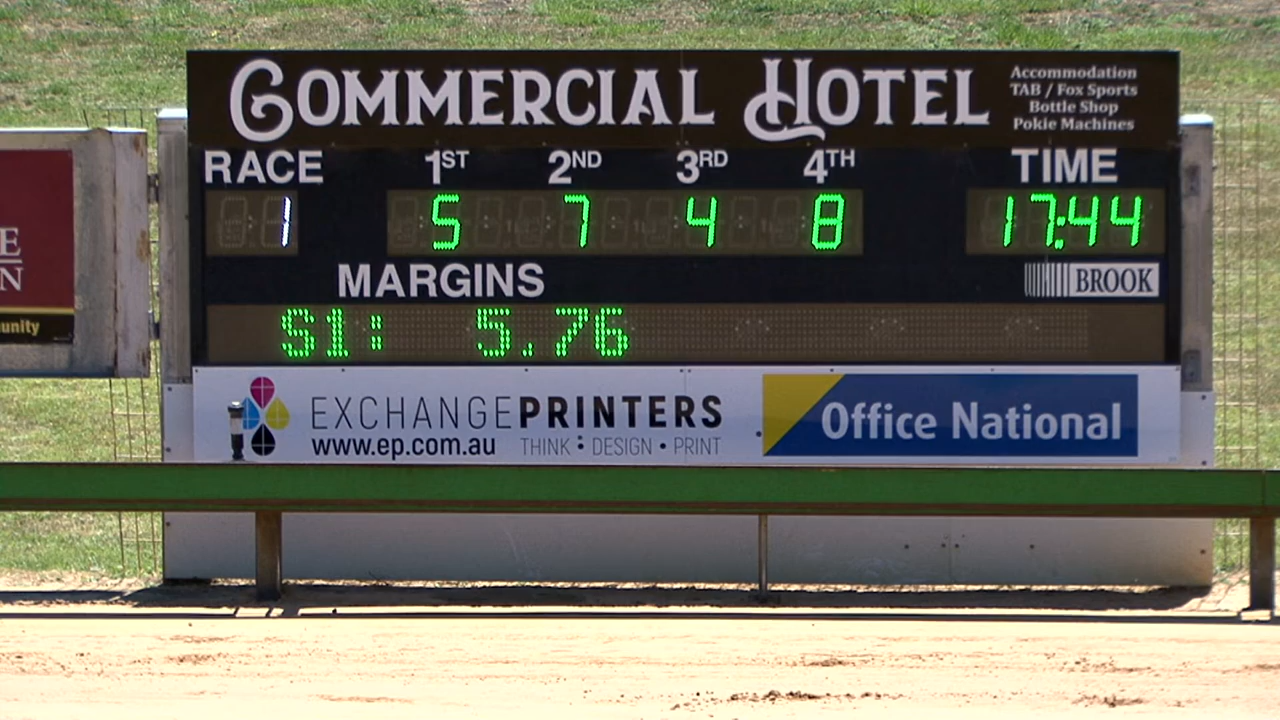 COMMERCIAL HOTEL
Accommodation
TAB / Fox Sports
Bottle Shop
Pokie Machines
RACE 1ST 2ND 3RD 4TH TIME
1 5 7 4 8 17:44
MARGINS
BROOK
S1: 5.76
EXCHANGEPRINTERS
www.ep.com.au THINK : DESIGN • PRINT
Office National
E
N
unity